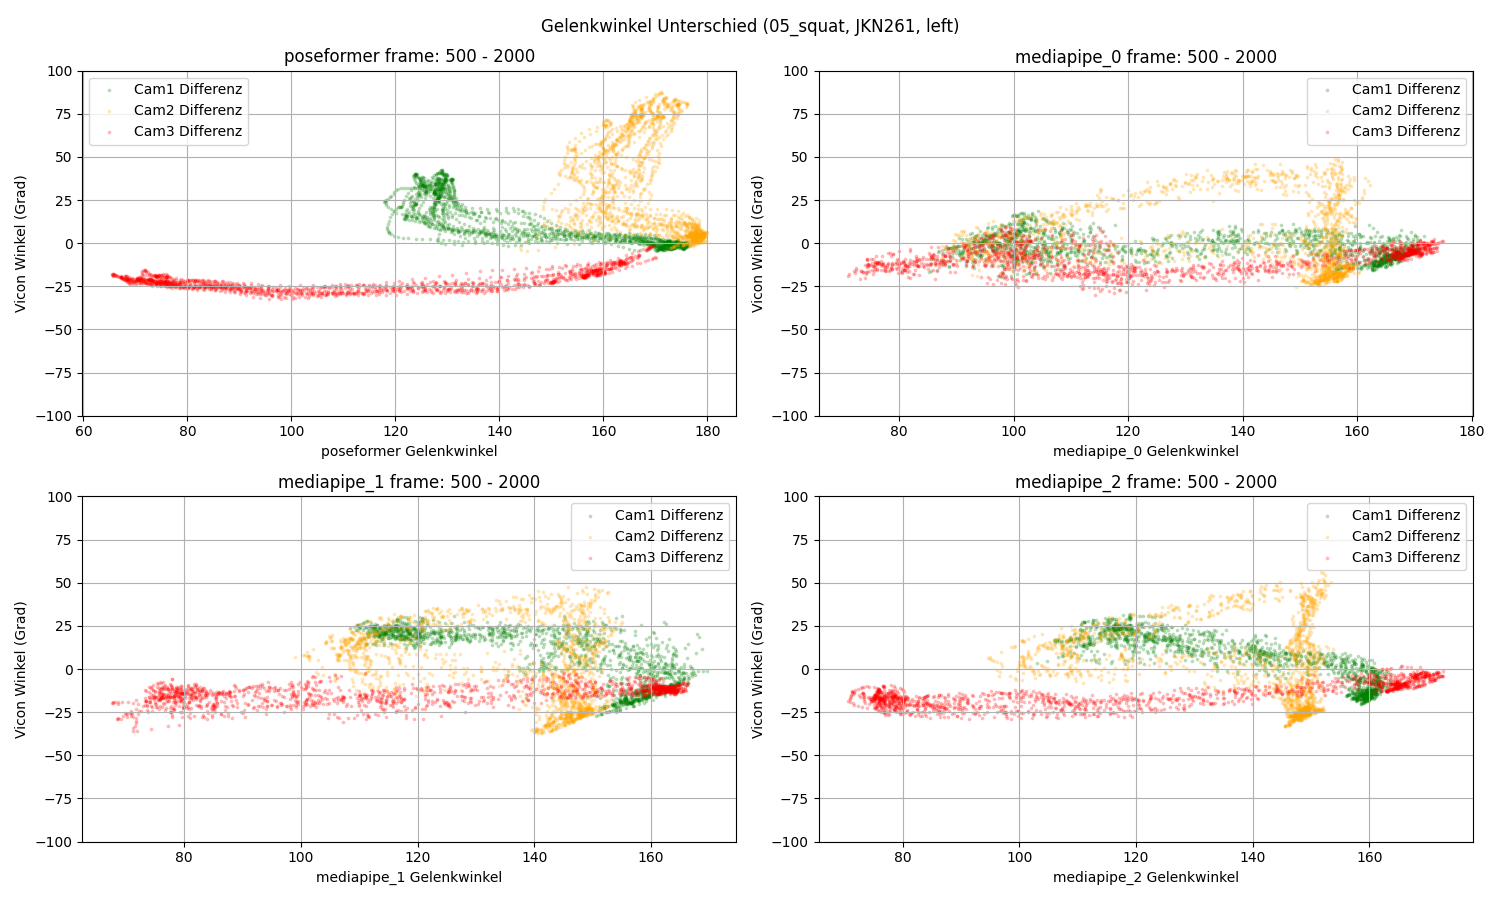 Gelenkwinkel Unterschied (05_squat, JKN261, left)
poseformer frame: 500 - 2000
Cam1 Differenz
Cam2 Differenz
Cam3 Differenz
Vicon Winkel (Grad)
100
75
50
25
0
−25
−50
−75
−100
60
80
100
120
140
160
180
poseformer Gelenkwinkel
mediapipe_0 frame: 500 - 2000
Cam1 Differenz
Cam2 Differenz
Cam3 Differenz
Vicon Winkel (Grad)
100
75
50
25
0
−25
−50
−75
−100
80
100
120
140
160
180
mediapipe_0 Gelenkwinkel
mediapipe_1 frame: 500 - 2000
Cam1 Differenz
Cam2 Differenz
Cam3 Differenz
Vicon Winkel (Grad)
100
75
50
25
0
−25
−50
−75
−100
80
100
120
140
160
mediapipe_1 Gelenkwinkel
mediapipe_2 frame: 500 - 2000
Cam1 Differenz
Cam2 Differenz
Cam3 Differenz
Vicon Winkel (Grad)
100
75
50
25
0
−25
−50
−75
−100
80
100
120
140
160
mediapipe_2 Gelenkwinkel